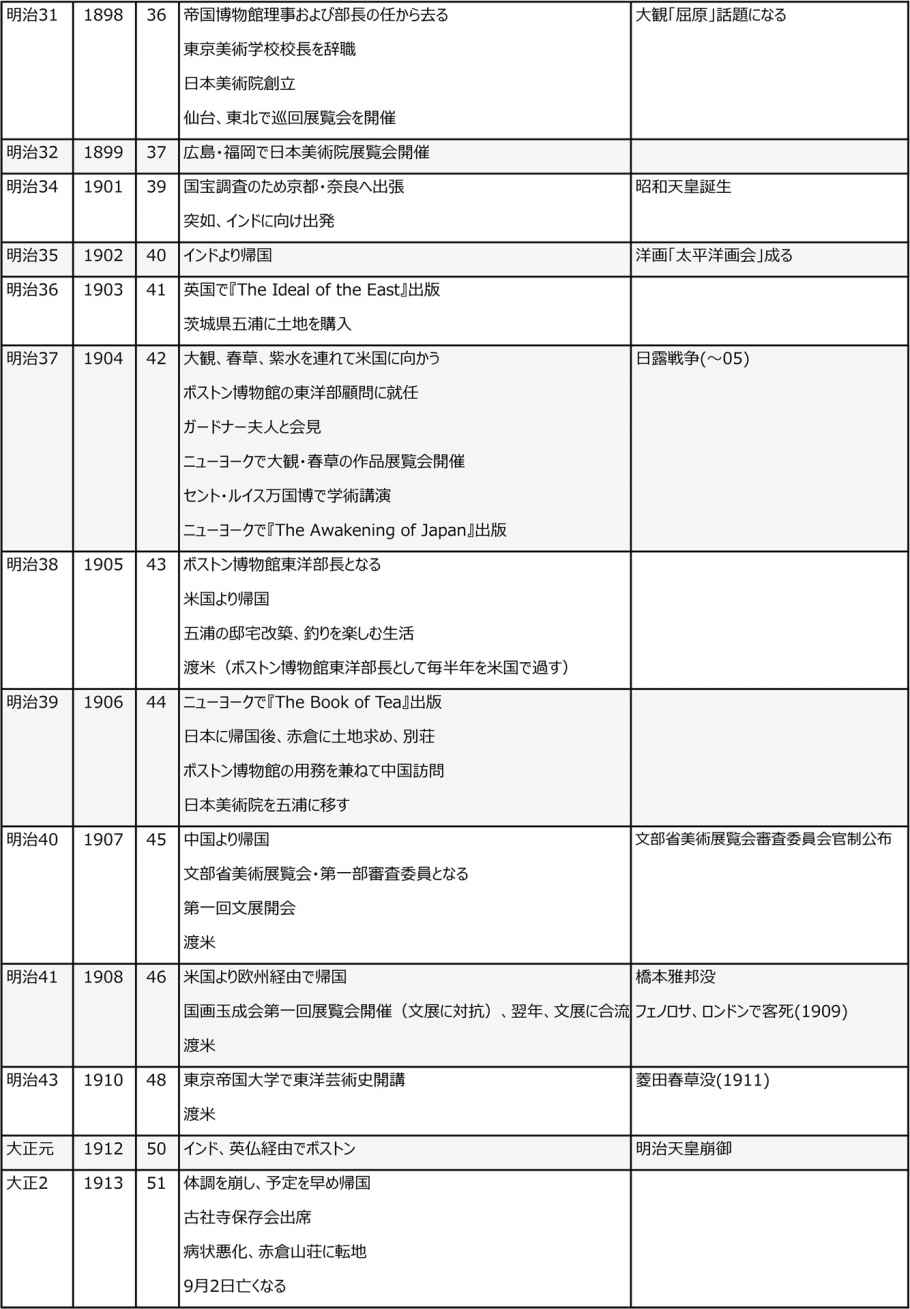 明治31 1898 36 帝国博物館理事および部長の任から去る 大観「屈原」話題になる
東京美術学校校長を辞職
日本美術院創立
仙台、東北で巡回展覧会を開催
明治32 1899 37 広島・福岡で日本美術院展覧会開催
明治34 1901 39 国宝調査のため京都・奈良へ出張 昭和天皇誕生
突如、インドに向け出発
明治35 1902 40 インドより帰国 洋画「太平洋画会」成る
明治36 1903 41 英国で『The Ideal of the East』出版
茨城県五浦に土地を購入
明治37 1904 42 大観、春草、紫水を連れて米国に向かう 日露戦争(～05)
ボストン博物館の東洋部顧問に就任
ガードナー夫人と会見
ニューヨークで大観・春草の作品展覧会開催
セント・ルイス万国博で学術講演
ニューヨークで『The Awakening of Japan』出版
明治38 1905 43 ボストン博物館東洋部長となる
米国より帰国
五浦の邸宅改築、釣りを楽しむ生活
渡米（ボストン博物館東洋部長として毎半年を米国で過す）
明治39 1906 44 ニューヨークで『The Book of Tea』出版
日本に帰国後、赤倉に土地求め、別荘
ボストン博物館の用務を兼ねて中国訪問
日本美術院を五浦に移す
明治40 1907 45 中国より帰国 文部省美術展覧会審査委員会官制公布
文部省美術展覧会・第一部審査委員となる
第一回文展開会
渡米
明治41 1908 46 米国より欧州経由で帰国 橋本雅邦没
国画玉成会第一回展覧会開催（文展に対抗）、翌年、文展に合流 フェノロサ、ロンドンで客死(1909)
渡米
明治43 1910 48 東京帝国大学で東洋芸術史開講 菱田春草没(1911)
渡米
大正元 1912 50 インド、英仏経由でボストン 明治天皇崩御
大正2 1913 51 体調を崩し、予定を早め帰国
古社寺保存会出席
病状悪化、赤倉山荘に転地
9月2日亡くなる